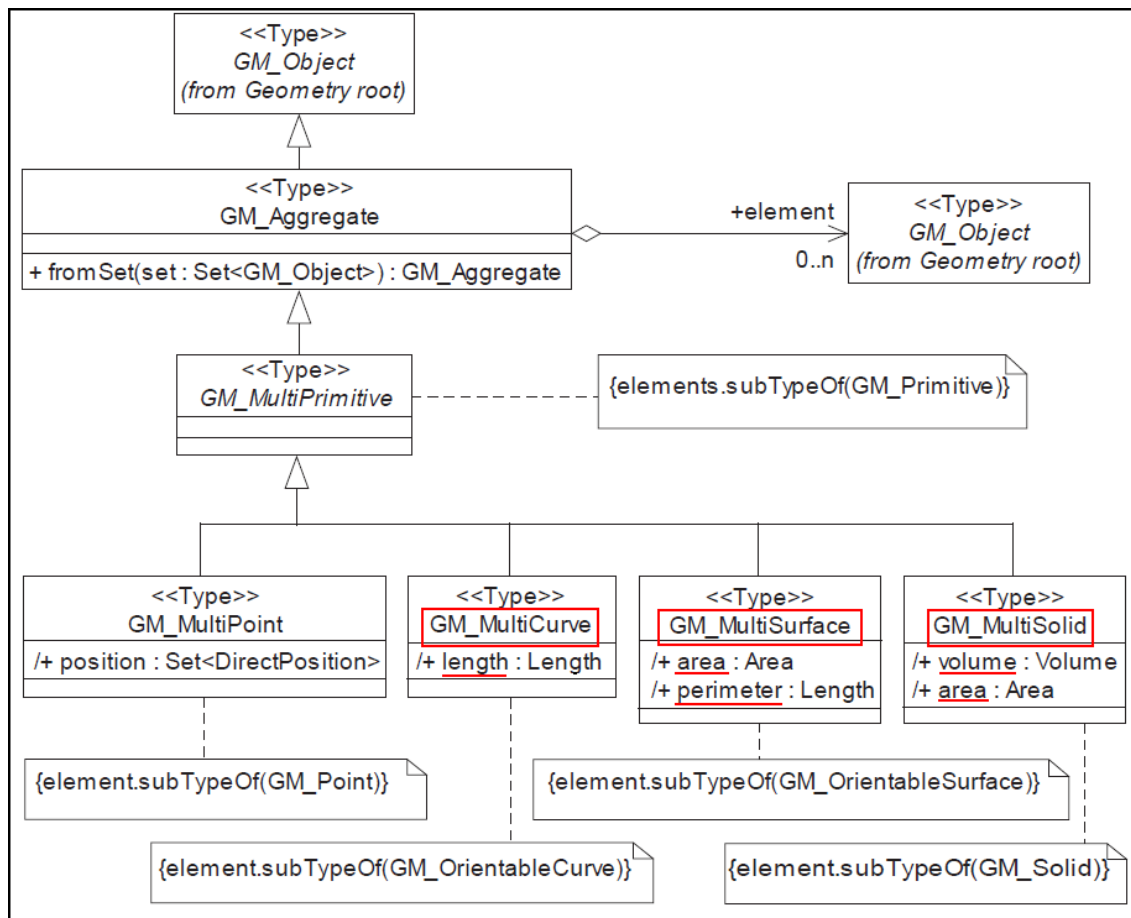 <<Type>>
GM_Object
(from Geometry root)
<<Type>>
GM_Aggregate
+ fromSet(set : Set<GM_Object>) : GM_Aggregate
+element
0..n
<<Type>>
GM_Object
(from Geometry root)
<<Type>>
GM_MultiPrimitive
{elements.subTypeOf(GM_Primitive)}
<<Type>>
GM_MultiPoint
/+ position : Set<DirectPosition>
<<Type>>
GM_MultiCurve
/+ length : Length
<<Type>>
GM_MultiSurface
/+ area : Area
/+ perimeter : Length
<<Type>>
GM_MultiSolid
/+ volume : Volume
/+ area : Area
{element.subTypeOf(GM_Point)}
{element.subTypeOf(GM_OrientableSurface)}
{element.subTypeOf(GM_OrientableCurve)}
{element.subTypeOf(GM_Solid)}